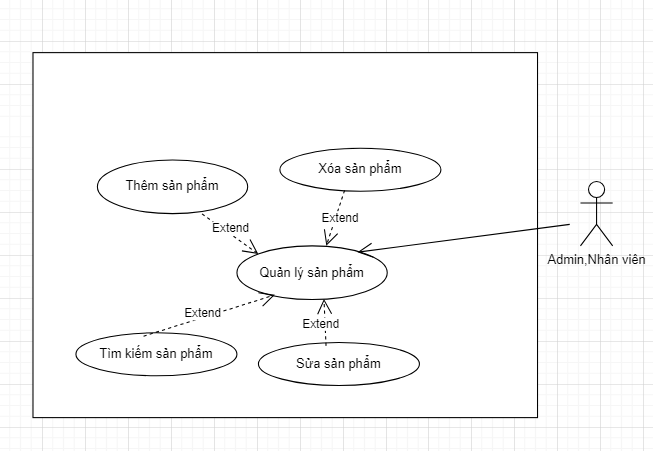 Xóa sản phẩm
Thêm sản phẩm
Extend
Extend
Admin,Nhân viên
Quản lý sản phẩm
Extend
Extend
Tìm kiếm sản phẩm
Sửa sản phẩm